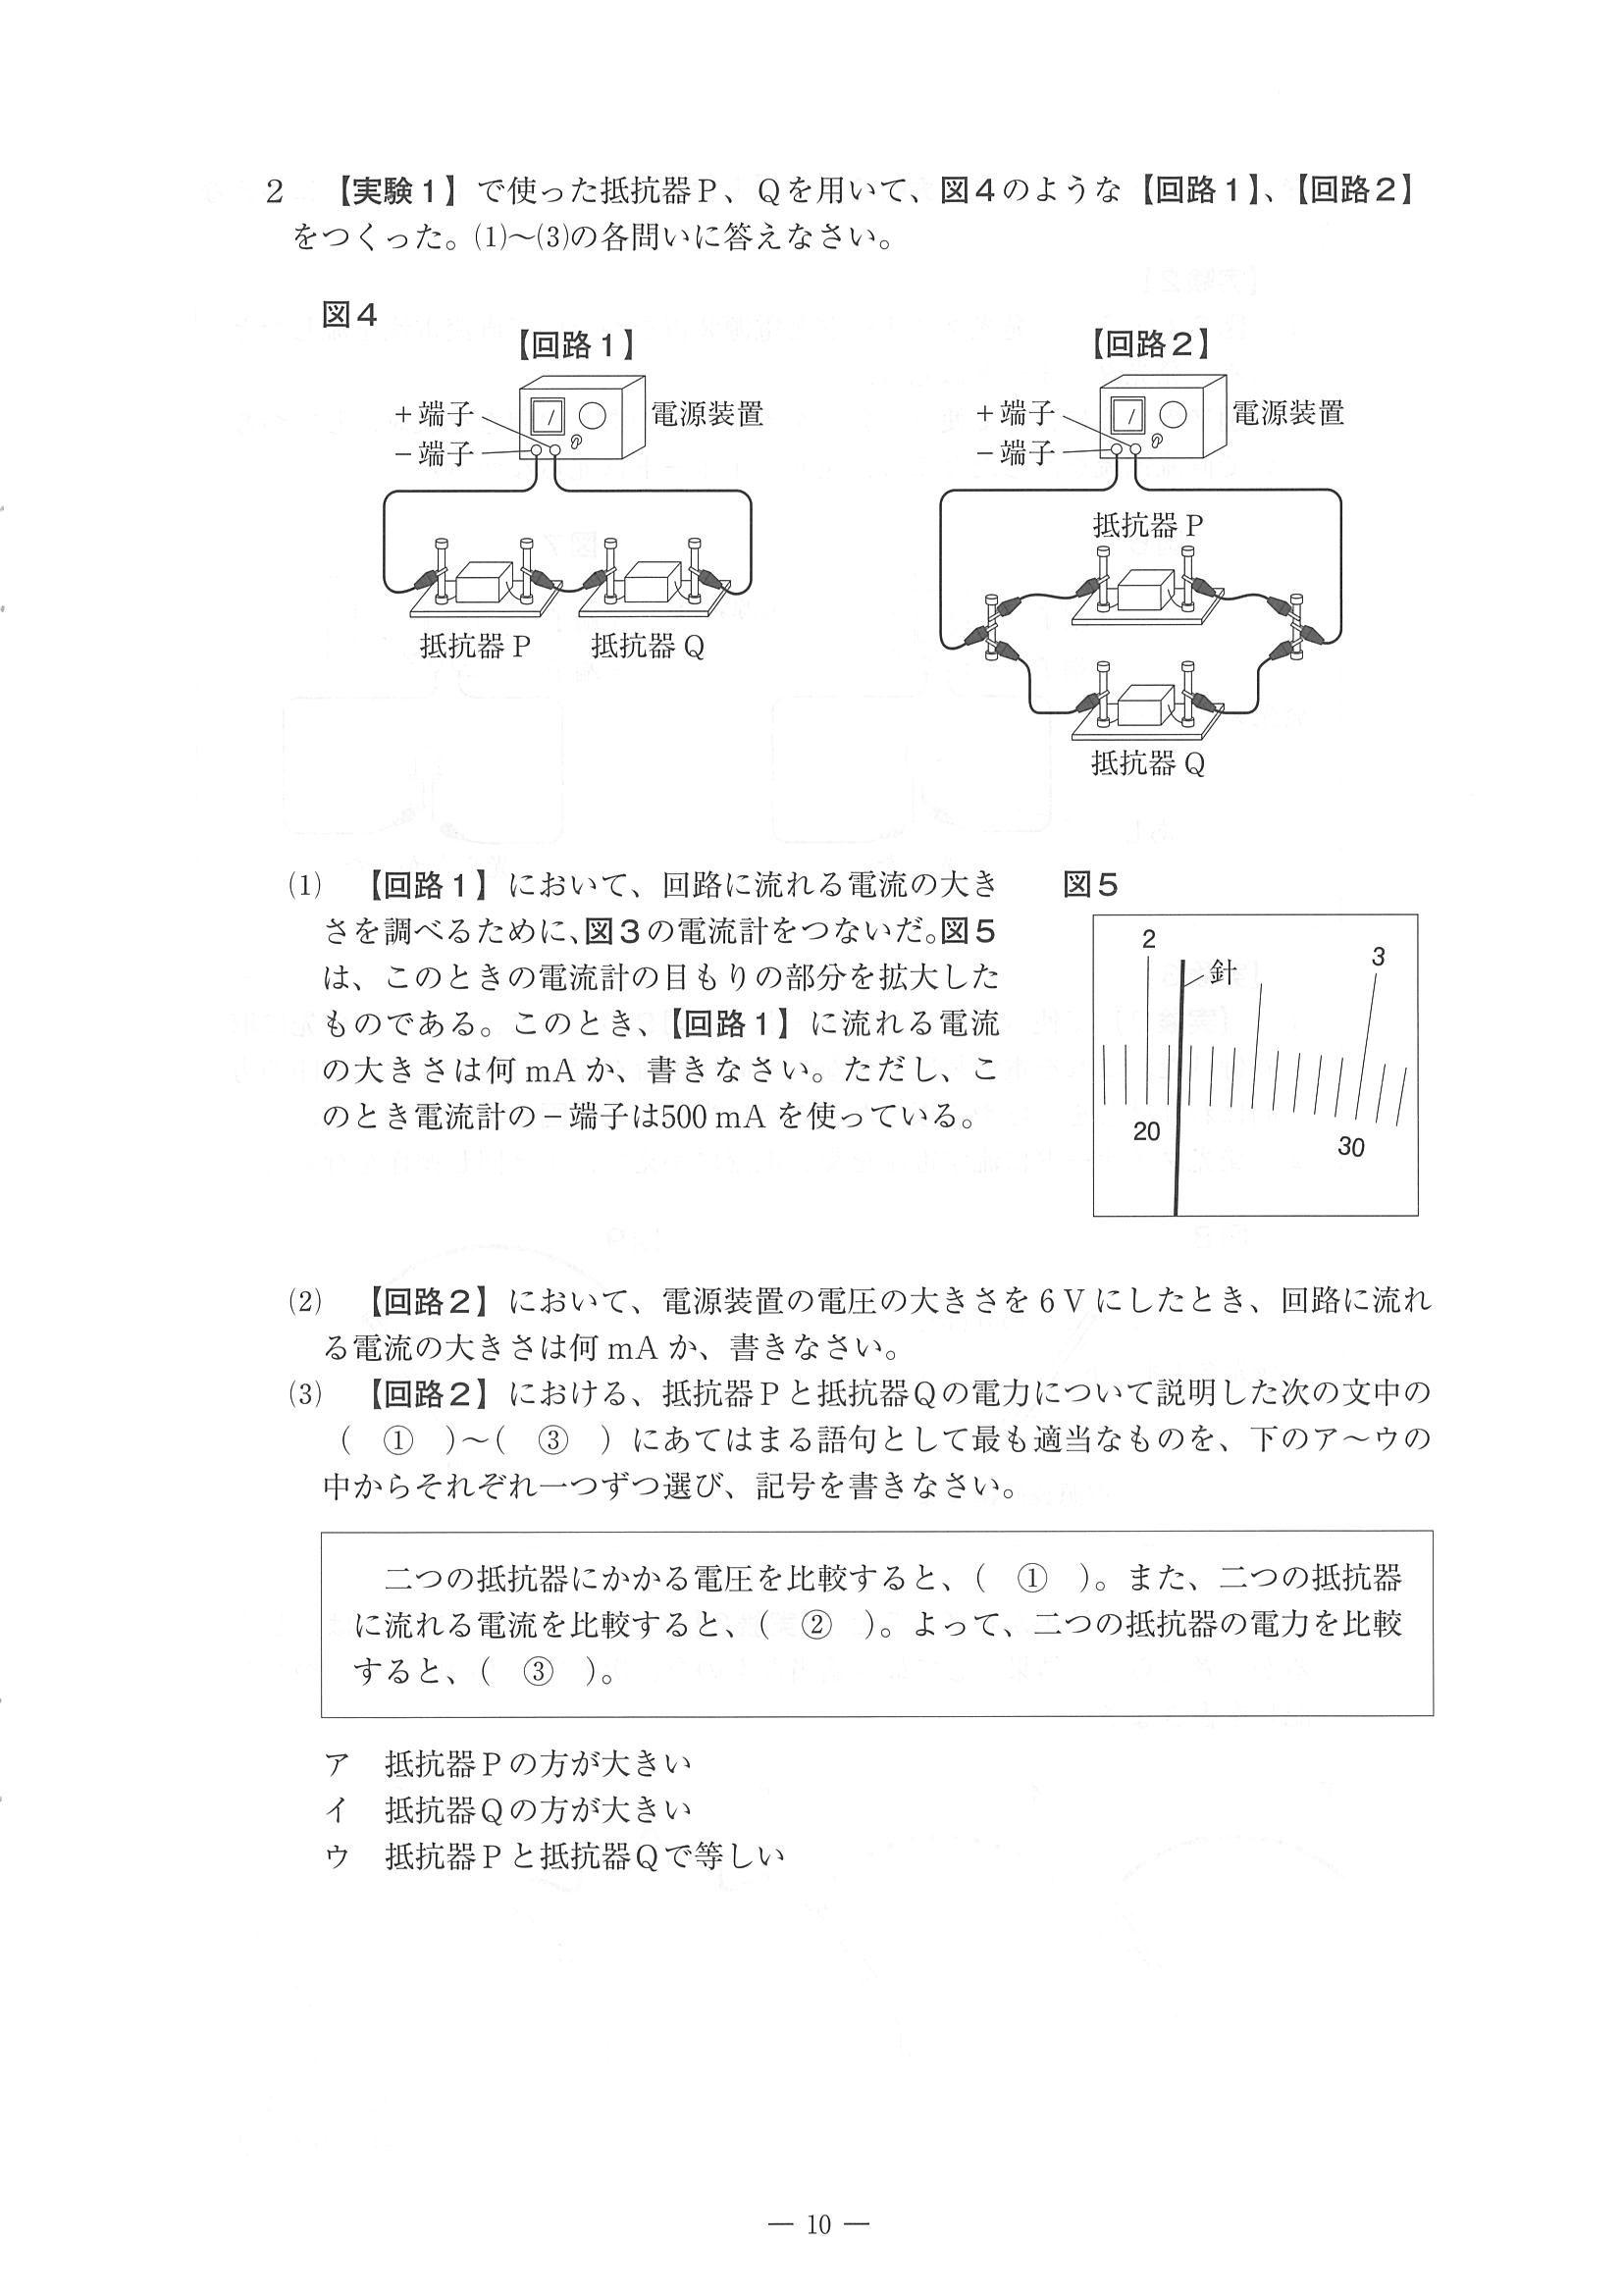 2 【実験1】で使った抵抗器P、Qを用いて、図4のような【回路1】、【回路2】
をつくった。(1)～(3)の各問いに答えなさい。
図4
【回路1】
＋端子
－端子
電源装置
抵抗器P
抵抗器Q
【回路2】
＋端子
－端子
電源装置
抵抗器P
抵抗器Q
(1) 【回路1】において、回路に流れる電流の大き
さを調べるために、図3の電流計をつないだ。図5
は、このときの電流計の目もりの部分を拡大した
ものである。このとき、【回路1】に流れる電流
の大きさは何mAか、書きなさい。ただし、こ
のとき電流計の－端子は500mAを使っている。
図5
2
針
3
20
30
(2) 【回路2】において、電源装置の電圧の大きさを6Vにしたとき、回路に流れ
る電流の大きさは何mAか、書きなさい。
(3) 【回路2】における、抵抗器Pと抵抗器Qの電力について説明した次の文中の
( ① )～( ③ )にあてはまる語句として最も適当なものを、下のア～ウの
中からそれぞれ一つずつ選び、記号を書きなさい。
二つの抵抗器にかかる電圧を比較すると、( ① )。また、二つの抵抗器
に流れる電流を比較すると、( ② )。よって、二つの抵抗器の電力を比較
すると、( ③ )。
ア 抵抗器Pの方が大きい
イ 抵抗器Qの方が大きい
ウ 抵抗器Pと抵抗器Qで等しい
― 10 ―